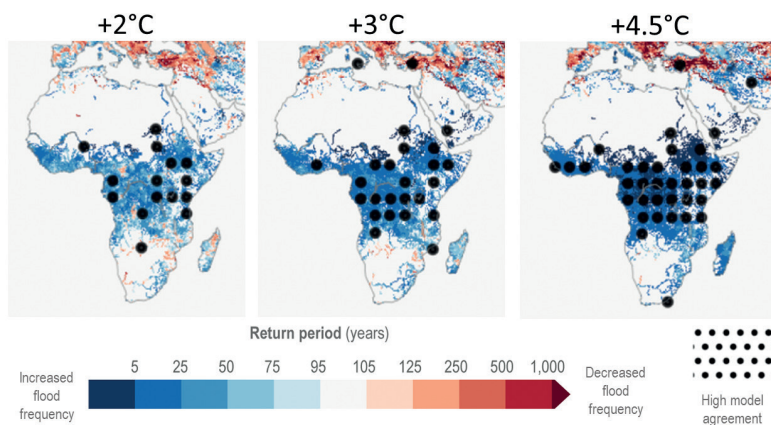 +2°C
+3°C
+4.5°C
Return period (years)
5 25 50 75 95 105 125 250 500 1,000
Increased
flood
frequency
Decreased
flood
frequency
High model
agreement